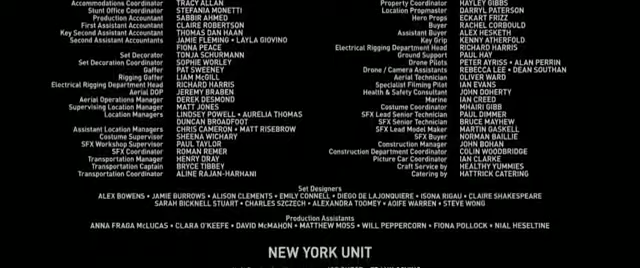 Accommodations Coordinator TRACY ALLAN
Stunt Office Coordinator STEFANIA MONETTI
Production Accountant SABBIR AHMED
First Assistant Accountant CLAIRE ROBERTSON
Key Second Assistant Accountant THOMAS DAN HAAN
Second Assistant Accountants JAMIE FLEMING • LAYLA GIOVINO
FIONA PEACE
Set Decorator TONJA SCHURMANN
Set Decoration Coordinator SOPHIE WORLEY
Gaffer PAT SWEENEY
Rigging Gaffer LIAM McGILL
Electrical Rigging Department Head RICHARD HARRIS
Aerial DOP JEREMY BRABEN
Aerial Operations Manager DEREK DESMOND
Supervising Location Manager MATT JONES
Location Managers LINDSEY POWELL • AURELIA THOMAS
DUNCAN BROADFOOT
Assistant Location Managers CHRIS CAMERON • MATT RISEBROW
Costume Supervisor SHEENA WICHARY
SFX Workshop Supervisor PAUL TAYLOR
SFX Coordinator ROMAN REMER
Transportation Manager HENRY DRAY
Transportation Captain BRYCE TIBBEY
Transportation Coordinator ALINE RAJAN-HARHANI
Property Coordinator HAYLEY GIBBS
Location Propmaker DARRYL PATERSON
Hero Props ECKART FRIZZ
Buyer RACHEL CORBOULD
Assistant Buyer ALEX HESKETH
Key Grip KENNY ATHERFOLD
Electrical Rigging Department Head RICHARD HARRIS
Ground Support PAUL HAY
Drone Pilots PETER AYRISS • ALAN PERRIN
Drone / Camera Assistants REBECCA LEE • DEAN SOUTHAN
Aerial Technician OLIVER WARD
Specialist Filming Pilot IAN EVANS
Health & Safety Consultant JOHN DOHERTY
Marine IAN CREED
Costume Coordinator MHAIRI GIBB
SFX Lead Senior Technician PAUL DIMMER
SFX Senior Technician BRUCE MAYHEW
SFX Lead Model Maker MARTIN GASKELL
SFX Buyer NORMAN BAILLIE
Construction Manager JOHN BOHAN
Construction Department Coordinator COLIN WOODBRIDGE
Picture Car Coordinator IAN CLARKE
Craft Service by HEALTHY YUMMIES
Catering by HATTRICK CATERING
Set Designers
ALEX BOWENS • JAMIE BURROWS • ALISON CLEMENTS • EMILY CONNELL • DIEGO DE LAJONQUIERE • ISONA RIGAU • CLAIRE SHAKESPEARE
SARAH BICKNELL STUART • CHARLES SZCZECH • ALEXANDRA TOOMEY • AOIFE WARREN • STEVE WONG
Production Assistants
ANNA FRAGA McLUCAS • CLARA O'KEEFE • DAVID McMAHON • MATTHEW MOSS • WILL PEPPERCORN • FIONA POLLOCK • NIAL HESELTINE
NEW YORK UNIT